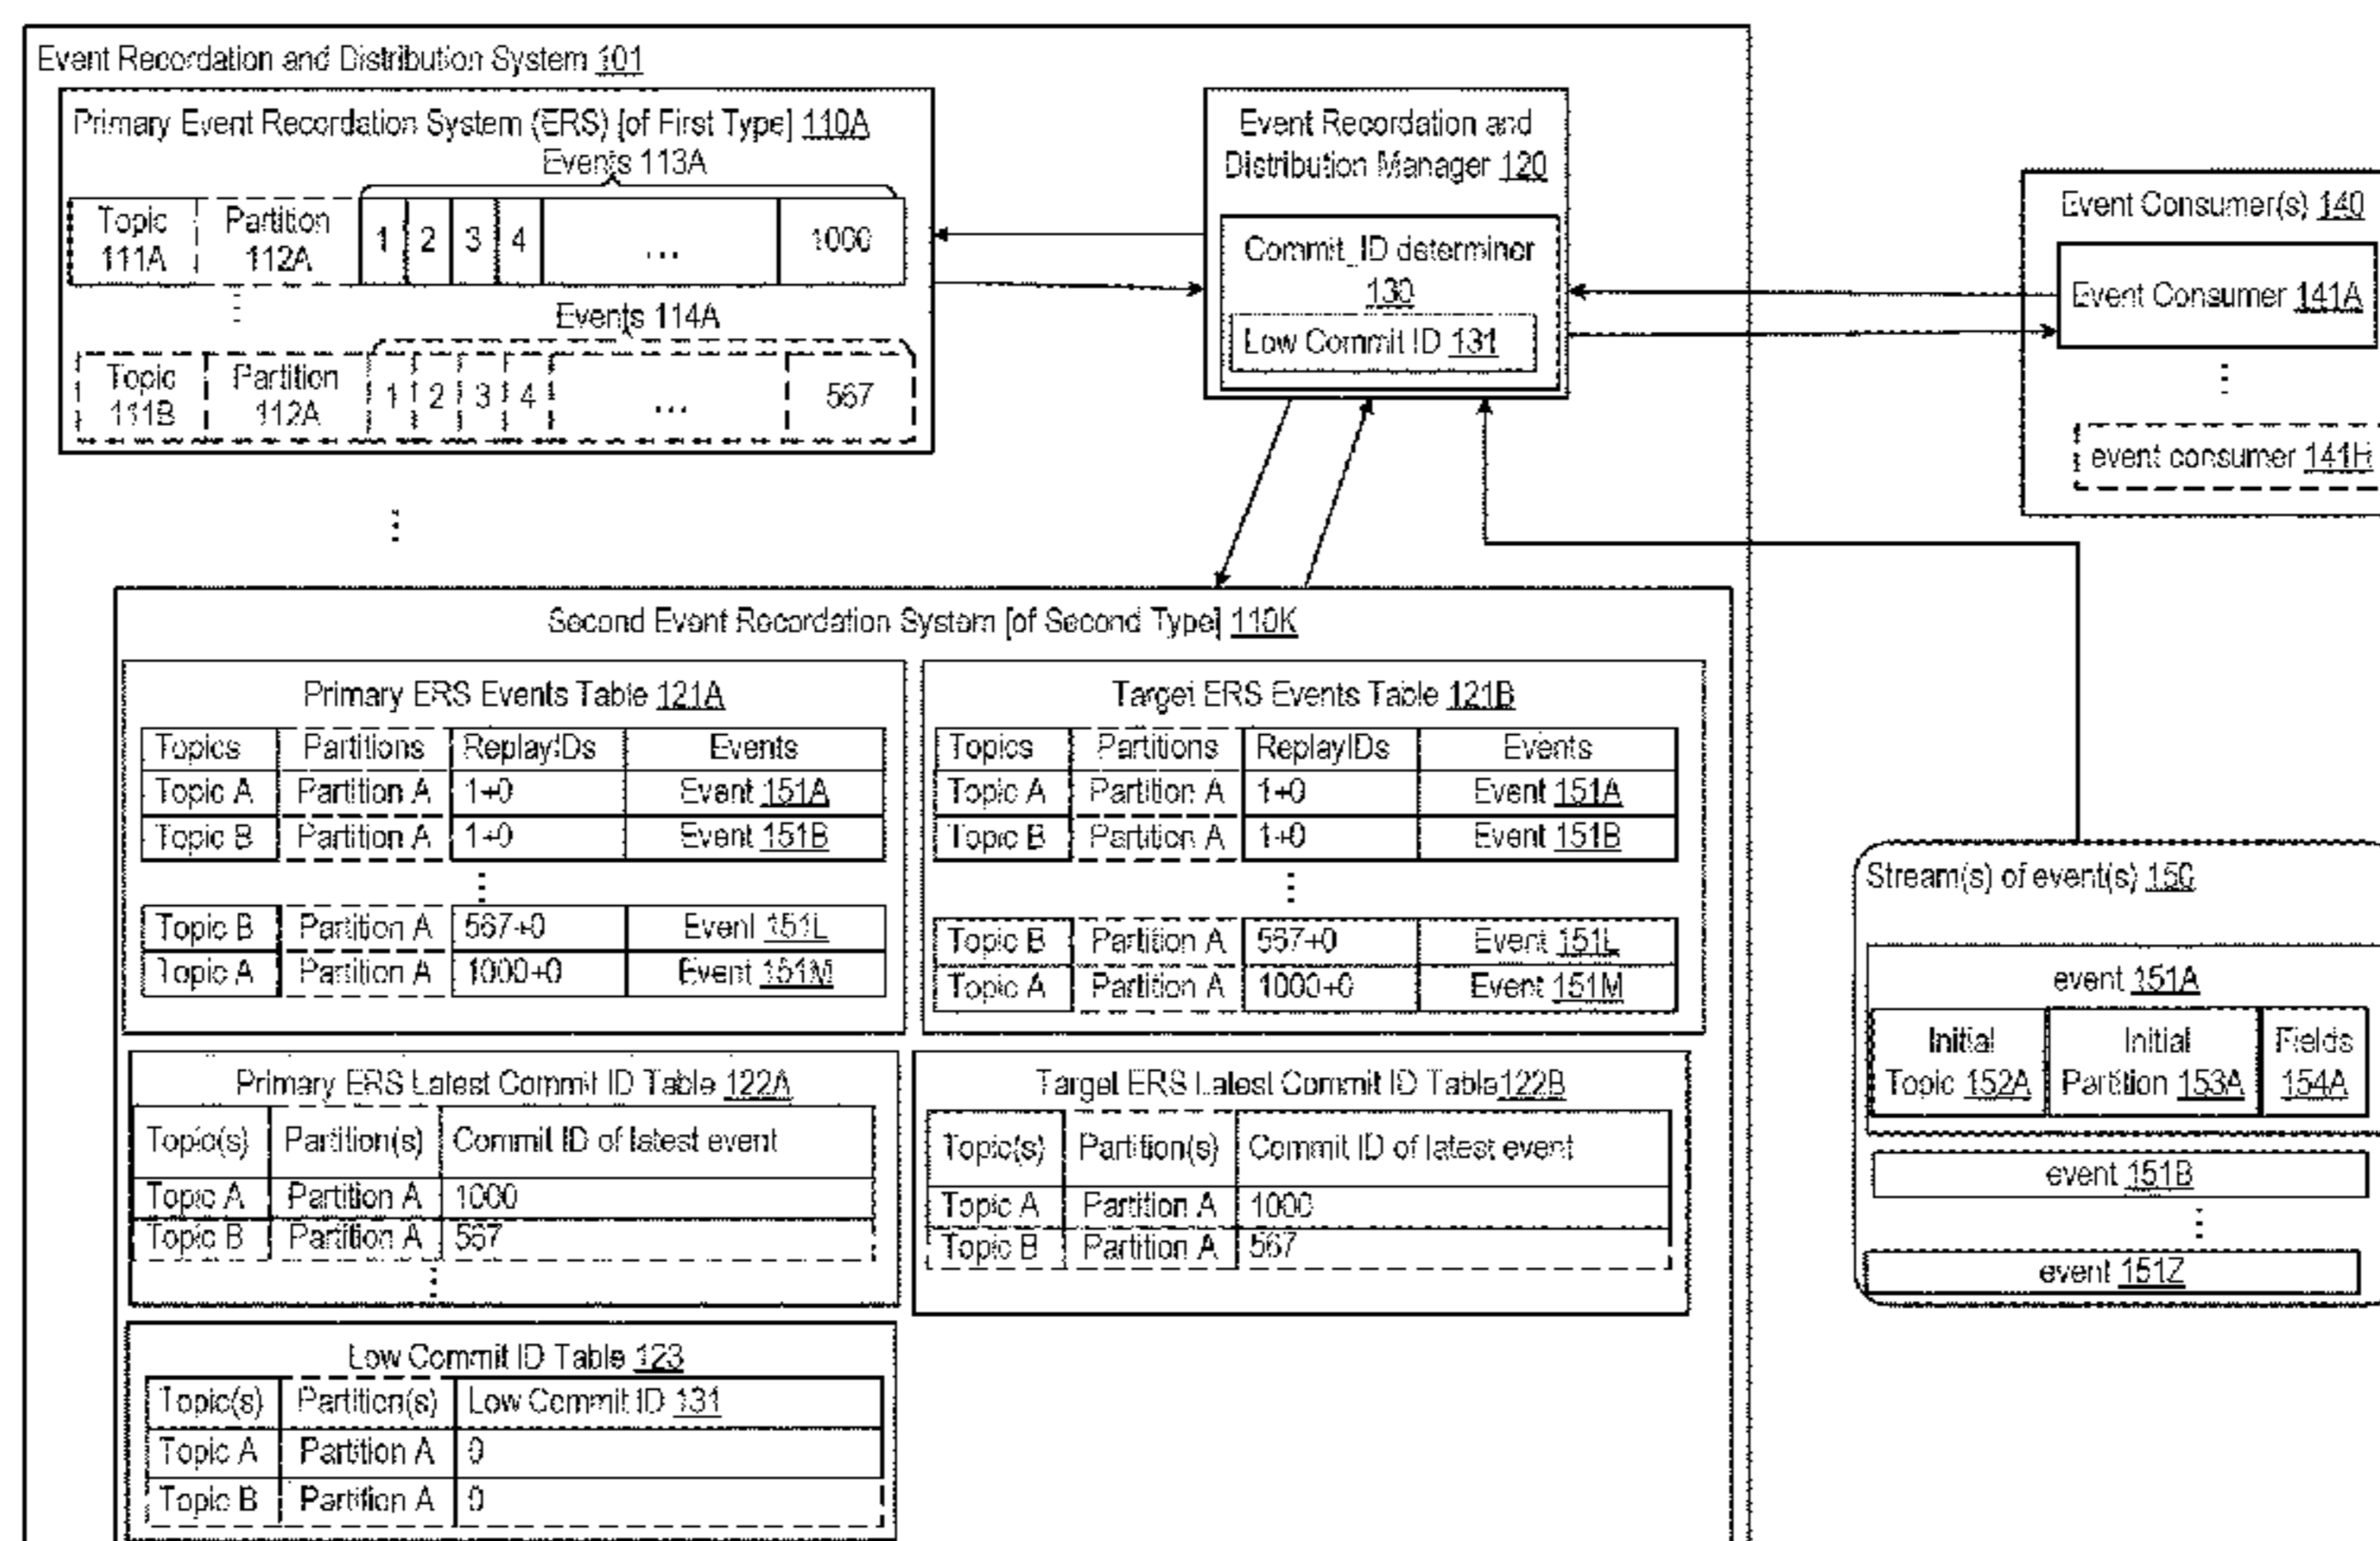 Event Recordation and Distribution System 101
Primary Event Recordation System (ERS) [of First Type] 110A
Events 113A
Topic 111A Partition 112A 1 2 3 4 ... 1000
Events 114A
Topic 111B Partition 112A 1 2 3 4 ... 567
Event Recordation and
Distribution Manager 120
Commit_ID determiner
130
Low Commit ID 131
Event Consumer(s) 140
Event Consumer 141A
event consumer 141H
Second Event Recordation System [of Second Type] 110K
Primary ERS Events Table 121A
Topics Partitions ReplayIDs Events
Topic A Partition A 1+0 Event 151A
Topic B Partition A 1+0 Event 151B
Topic B Partition A 567+0 Event 151L
Topic A Partition A 1000+0 Event 151M
Target ERS Events Table 121B
Topics Partitions ReplayIDs Events
Topic A Partition A 1+0 Event 151A
Topic B Partition A 1+0 Event 151B
Topic B Partition A 567+0 Event 151L
Topic A Partition A 1000+0 Event 151M
Primary ERS Latest Commit ID Table 122A
Topic(s) Partition(s) Commit ID of latest event
Topic A Partition A 1000
Topic B Partition A 567
Target ERS Latest Commit ID Table 122B
Topic(s) Partition(s) Commit ID of latest event
Topic A Partition A 1000
Topic B Partition A 567
Low Commit ID Table 123
Topic(s) Partition(s) Low Commit ID 131
Topic A Partition A 0
Topic B Partition A 0
Stream(s) of event(s) 150
event 151A
Initial Topic 152A Initial Partition 153A Fields 154A
event 151B
event 151Z